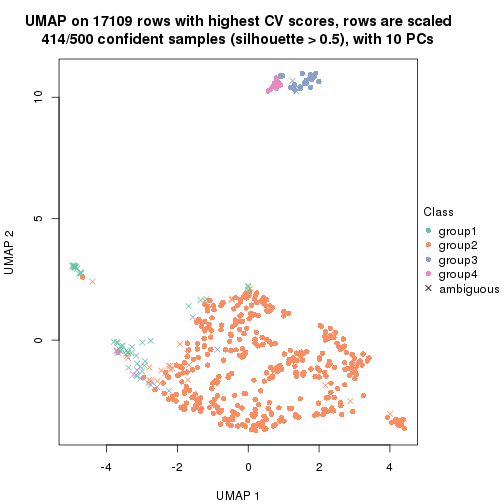 UMAP on 17109 rows with highest CV scores, rows are scaled
414/500 confident samples (silhouette > 0.5), with 10 PCs
10
5
0
UMAP 2
-4
-2
0
2
4
UMAP 1
Class
group1
group2
group3
group4
ambiguous